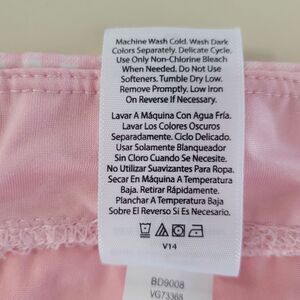 Machine Wash Cold. Wash Dark
Colors Separately. Delicate Cycle.
Use Only Non-Chlorine Bleach
When Needed. Do Not Use
Softeners. Tumble Dry Low.
Remove Promptly. Low Iron
On Reverse If Necessary.
Lavar A Máquina Con Agua Fría.
Lavar Los Colores Oscuros
Separadamente. Ciclo Delicado.
Usar Solamente Blanqueador
Sin Cloro Cuando Se Necesite.
No Utilizar Suavizantes Para Ropa.
Secar En Máquina A Temperatura
Baja. Retirar Rápidamente.
Planchar A Temperatura Baja
Sobre El Reverso Si Es Necesario.
V14
BD9008
VG73368